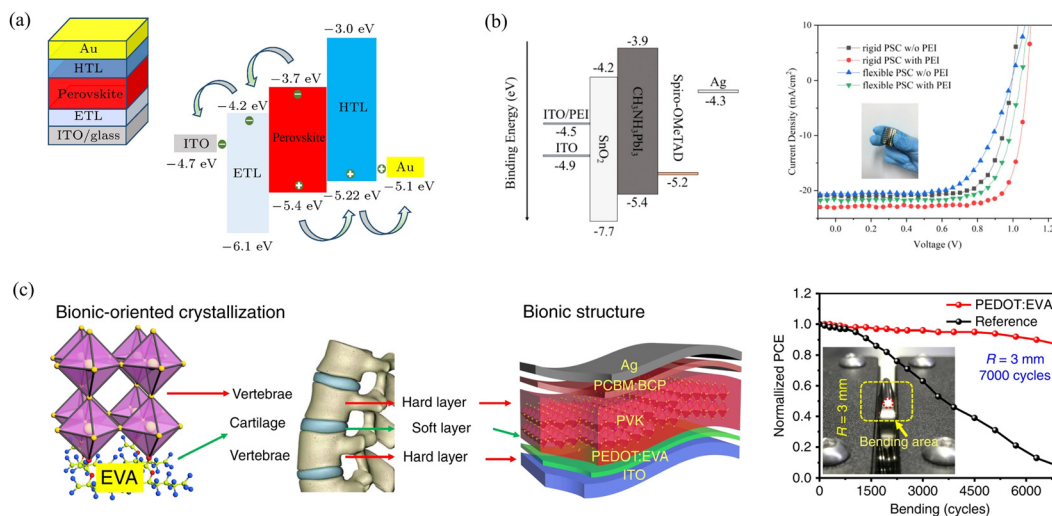 (a)
Au
HTL
Perovskite
ETL
ITO/glass
−3.0 eV
−3.7 eV
−4.2 eV
ITO
−4.7 eV
Perovskite
HTL
ETL
Au
−5.1 eV
−5.4 eV
−5.22 eV
−6.1 eV
(b)
Binding Energy (eV)
-3.9
-4.2
ITO/PEI
-4.5
ITO
-4.9
SnO2
CH3NH3PbI3
Spiro-OMeTAD
Ag
-4.3
-5.2
-5.4
-7.7
Current Density (mA/cm²)
10
0
-10
-20
rigid PSC w/o PEI
rigid PSC with PEI
flexible PSC w/o PEI
flexible PSC with PEI
0.0 0.2 0.4 0.6 0.8 1.0 1.2
Voltage (V)
(c)
Bionic-oriented crystallization
EVA
Vertebrae
Cartilage
Vertebrae
Bionic structure
Hard layer
Soft layer
Hard layer
Ag
PCBM:BCP
PVK
PEDOT:EVA
ITO
Normallized PCE
1.2
1.0
0.8
0.6
0.4
0.2
0.0
PEDOT:EVA
Reference
R = 3 mm
7000 cycles
R = 3 mm
Bending area
0 1500 3000 4500 6000
Bending (cycles)